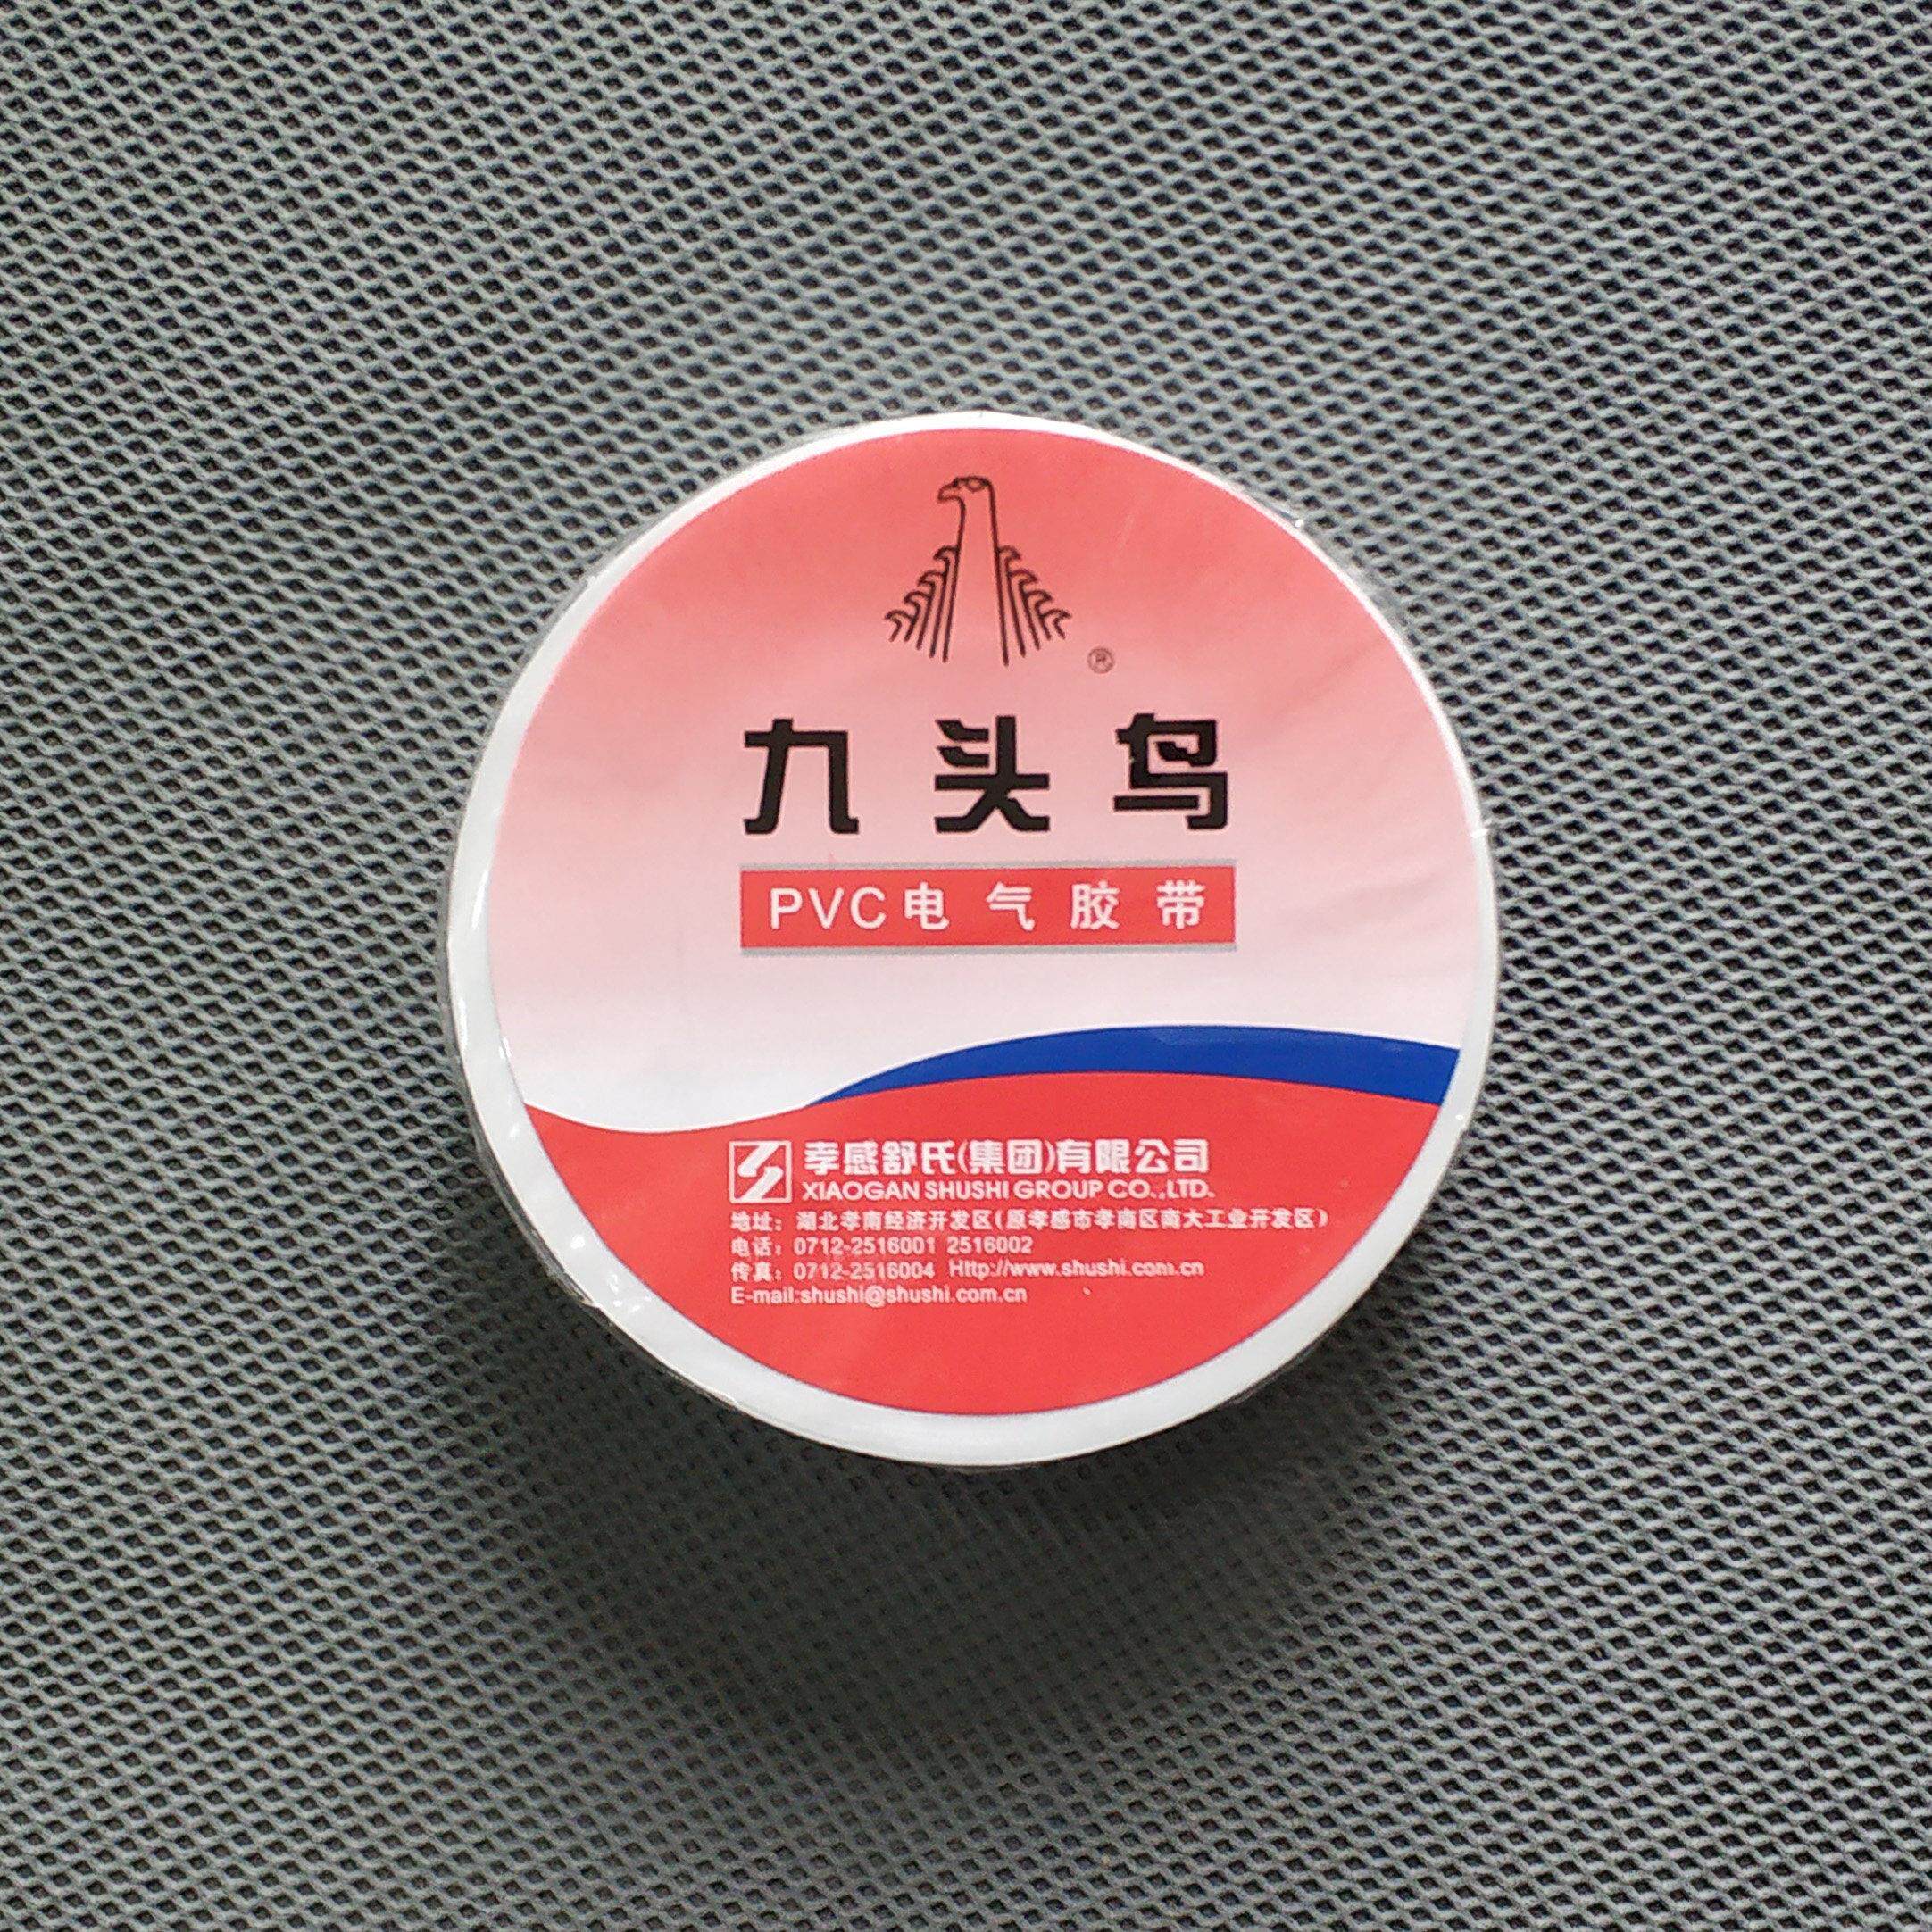 ®
九头鸟
PVC电气胶带
孝感舒氏(集团)有限公司
XIAOGAN SHUSHI GROUP CO.,LTD.
地址：湖北孝南经济开发区(原孝感市孝南区南大工业开发区)
电话：0712-2516001 2516002
传真：0712-2516004 Http://www.shushi.com.cn
E-mail:shushi@shushi.com.cn